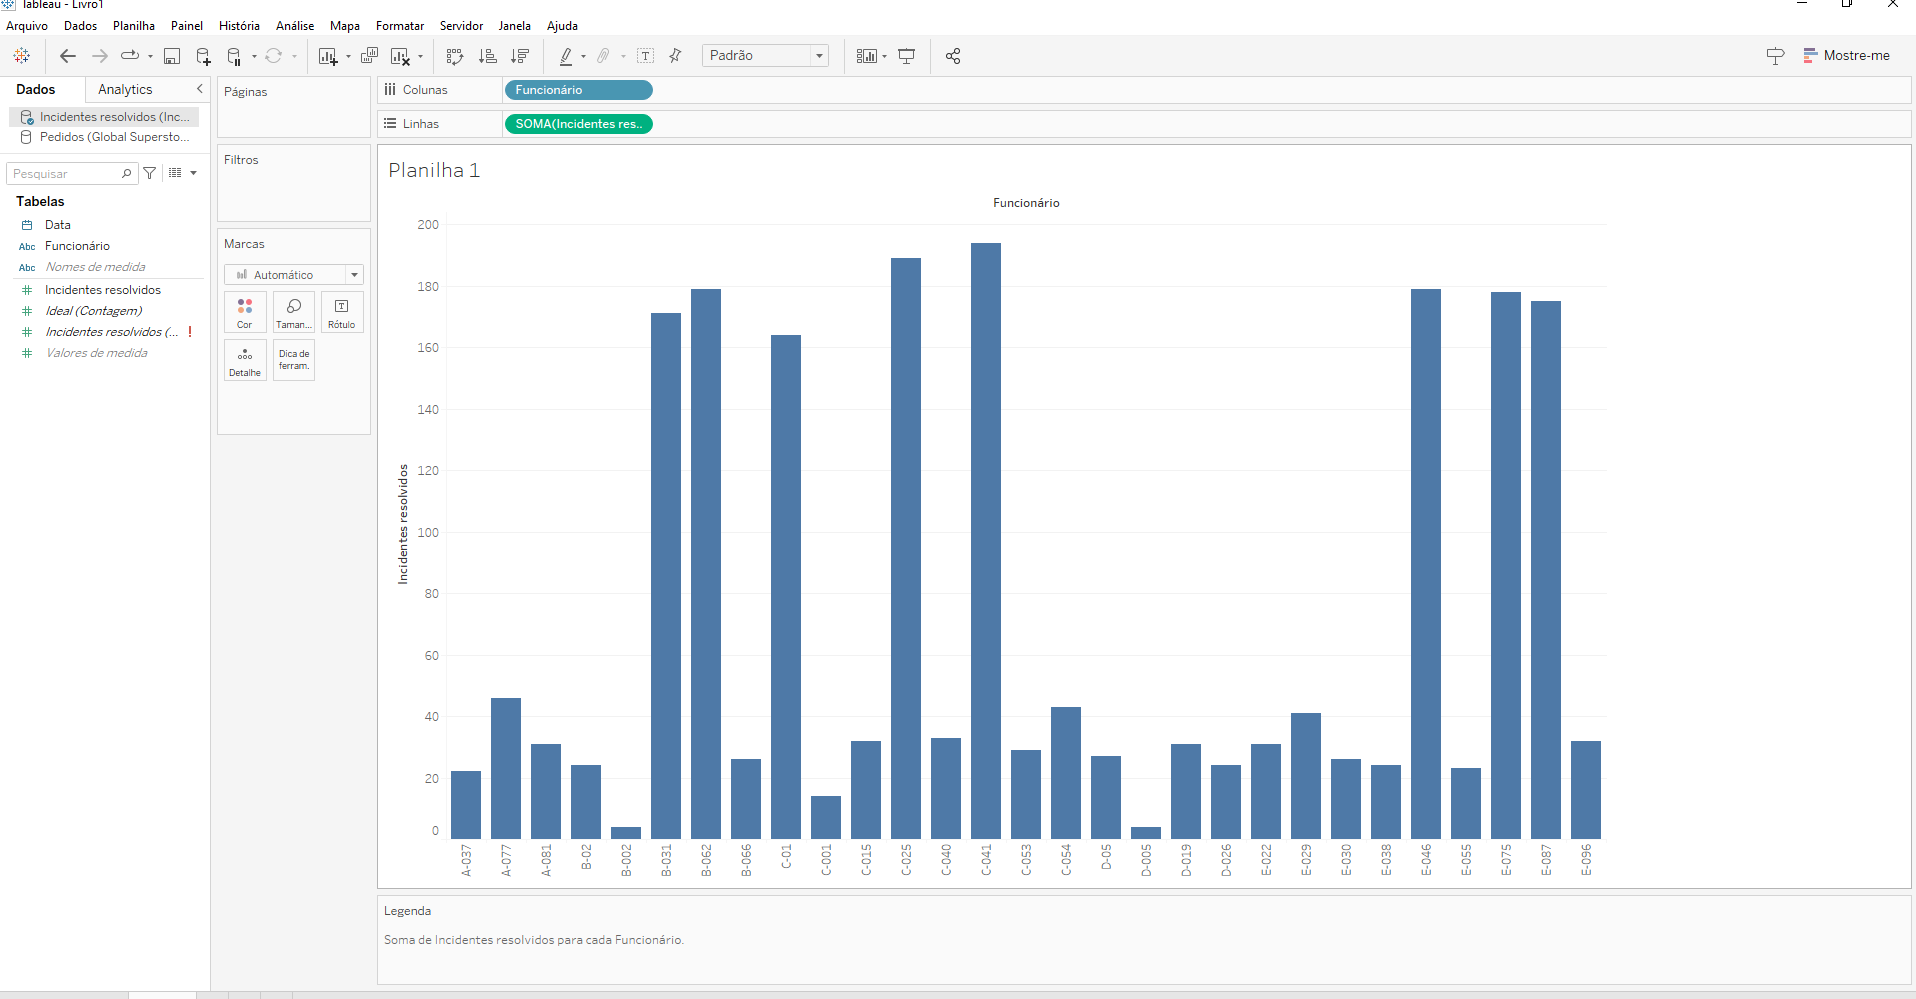 Tableau - Livro1
Arquivo Dados Planilha Painel História Análise Mapa Formatar Servidor Janela Ajuda
Padrão
Mostre-me
Dados Analytics
Incidentes resolvidos (Inc...
Pedidos (Global Supersto...
Pesquisar
Tabelas
Data
Abc Funcionário
Abc Nomes de medida
Incidentes resolvidos
Ideal (Contagem)
Incidentes resolvidos (... !
Valores de medida
Páginas
Filtros
Marcas
Automático
Cor
Taman...
T
Rótulo
Detalhe
Dica de
ferram.
Colunas
Funcionário
Linhas
SOMA(Incidentes res..
Planilha 1
Funcionário
Incidentes resolvidos
200
180
160
140
120
100
80
60
40
20
0
A-037 A-077 A-081 B-02 B-002 B-031 B-062 B-066 C-01 C-001 C-015 C-025 C-040 C-041 C-053 C-054 D-05 D-005 D-019 D-026 E-022 E-029 E-030 E-038 E-046 E-055 E-075 E-087 E-096
Legenda
Soma de Incidentes resolvidos para cada Funcionário.